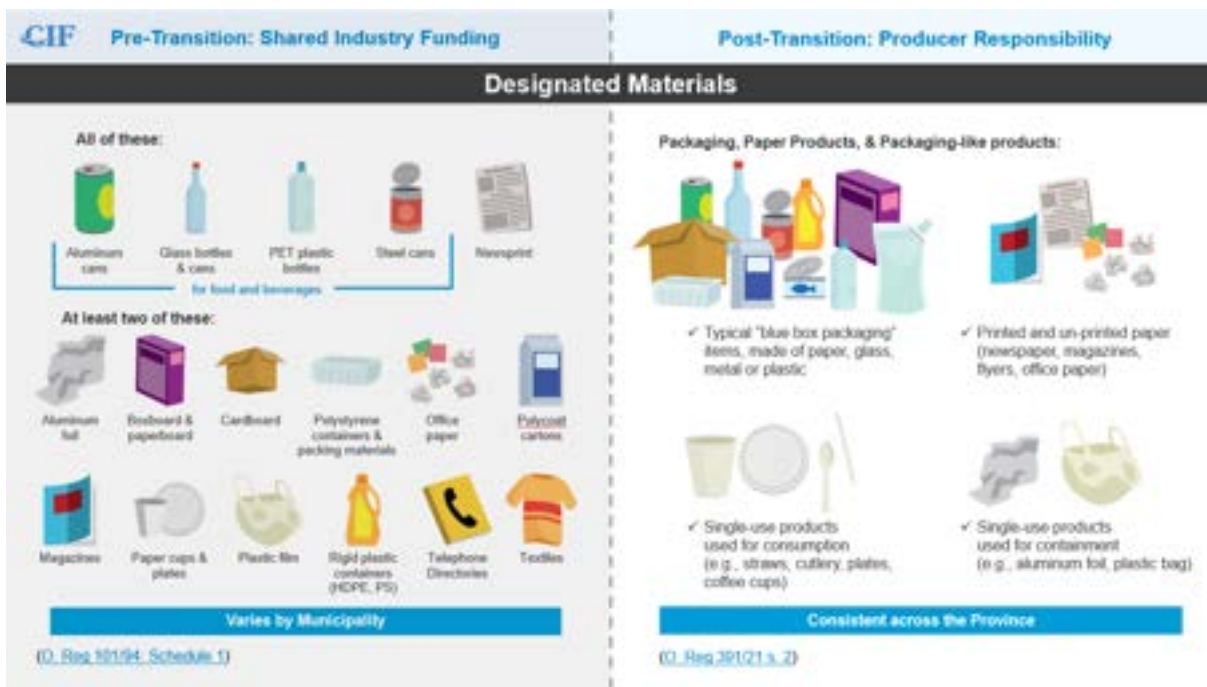 CIF
Pre-Transition: Shared Industry Funding
Post-Transition: Producer Responsibility
Designated Materials
All of these:
Aluminum
cans
Glass bottles
& cans
PET plastic
bottles
Steel cans
Newsprint
for food and beverages
At least two of these:
Aluminum
foil
Boxboard &
paperboard
Cardboard
Polystyrene
containers &
packing materials
Office
paper
Polycoat
cartons
Magazines
Paper cups &
plates
Plastic film
Rigid plastic
containers
(HDPE, PS)
Telephone
Directories
Textiles
Varies by Municipality
(O. Reg 101/94: Schedule 1)
Packaging, Paper Products, & Packaging-like products:
✓ Typical "blue box packaging"
items, made of paper, glass,
metal or plastic
✓ Printed and un-printed paper
(newspaper, magazines,
flyers, office paper)
✓ Single-use products
used for consumption
(e.g., straws, cutlery, plates,
coffee cups)
✓ Single-use products
used for containment
(e.g., aluminum foil, plastic bag)
Consistent across the Province
(O. Reg 391/21 s. 2)